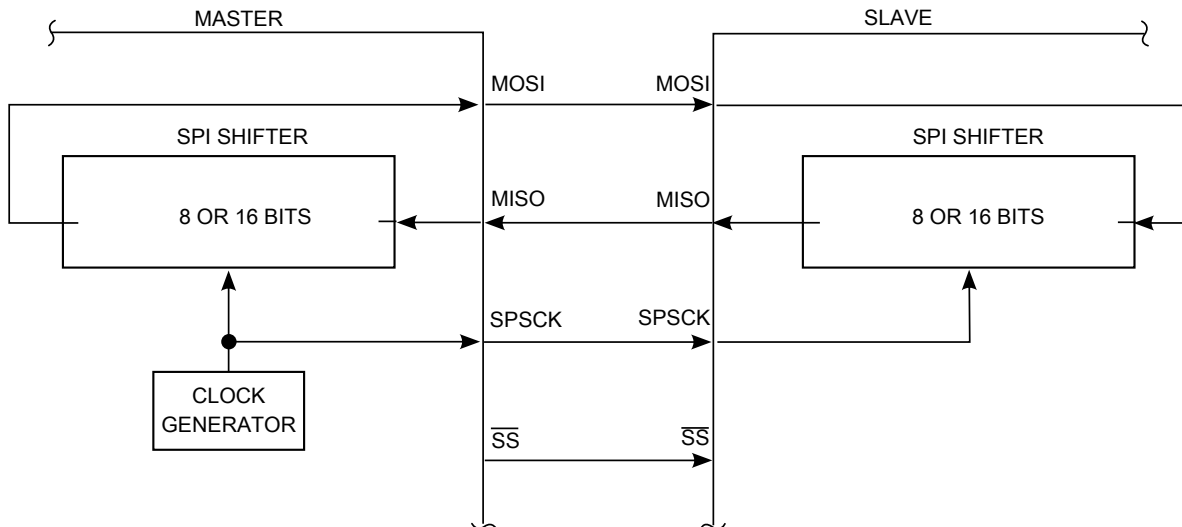 MASTER
SLAVE
MOSI
MOSI
SPI SHIFTER
SPI SHIFTER
8 OR 16 BITS
MISO
MISO
8 OR 16 BITS
SPSCK
SPSCK
CLOCK
GENERATOR
SS
SS